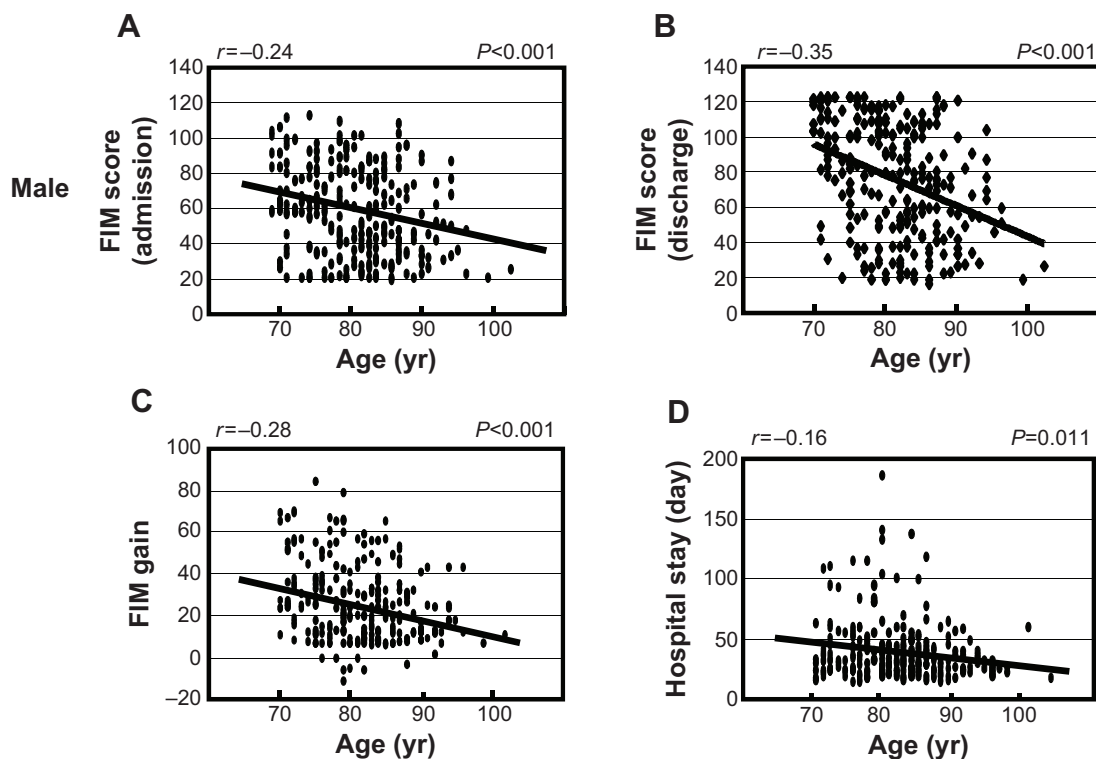 A
r=–0.24 P<0.001
140
120
100
80
60
40
20
0
FIM score
(admission)
70 80 90 100
Age (yr)
Male
B
r=–0.35 P<0.001
140
120
100
80
60
40
20
0
FIM score
(discharge)
70 80 90 100
Age (yr)
C
r=–0.28 P<0.001
100
80
60
40
20
0
–20
FIM gain
70 80 90 100
Age (yr)
D
r=–0.16 P=0.011
200
150
100
50
0
Hospital stay (day)
70 80 90 100
Age (yr)